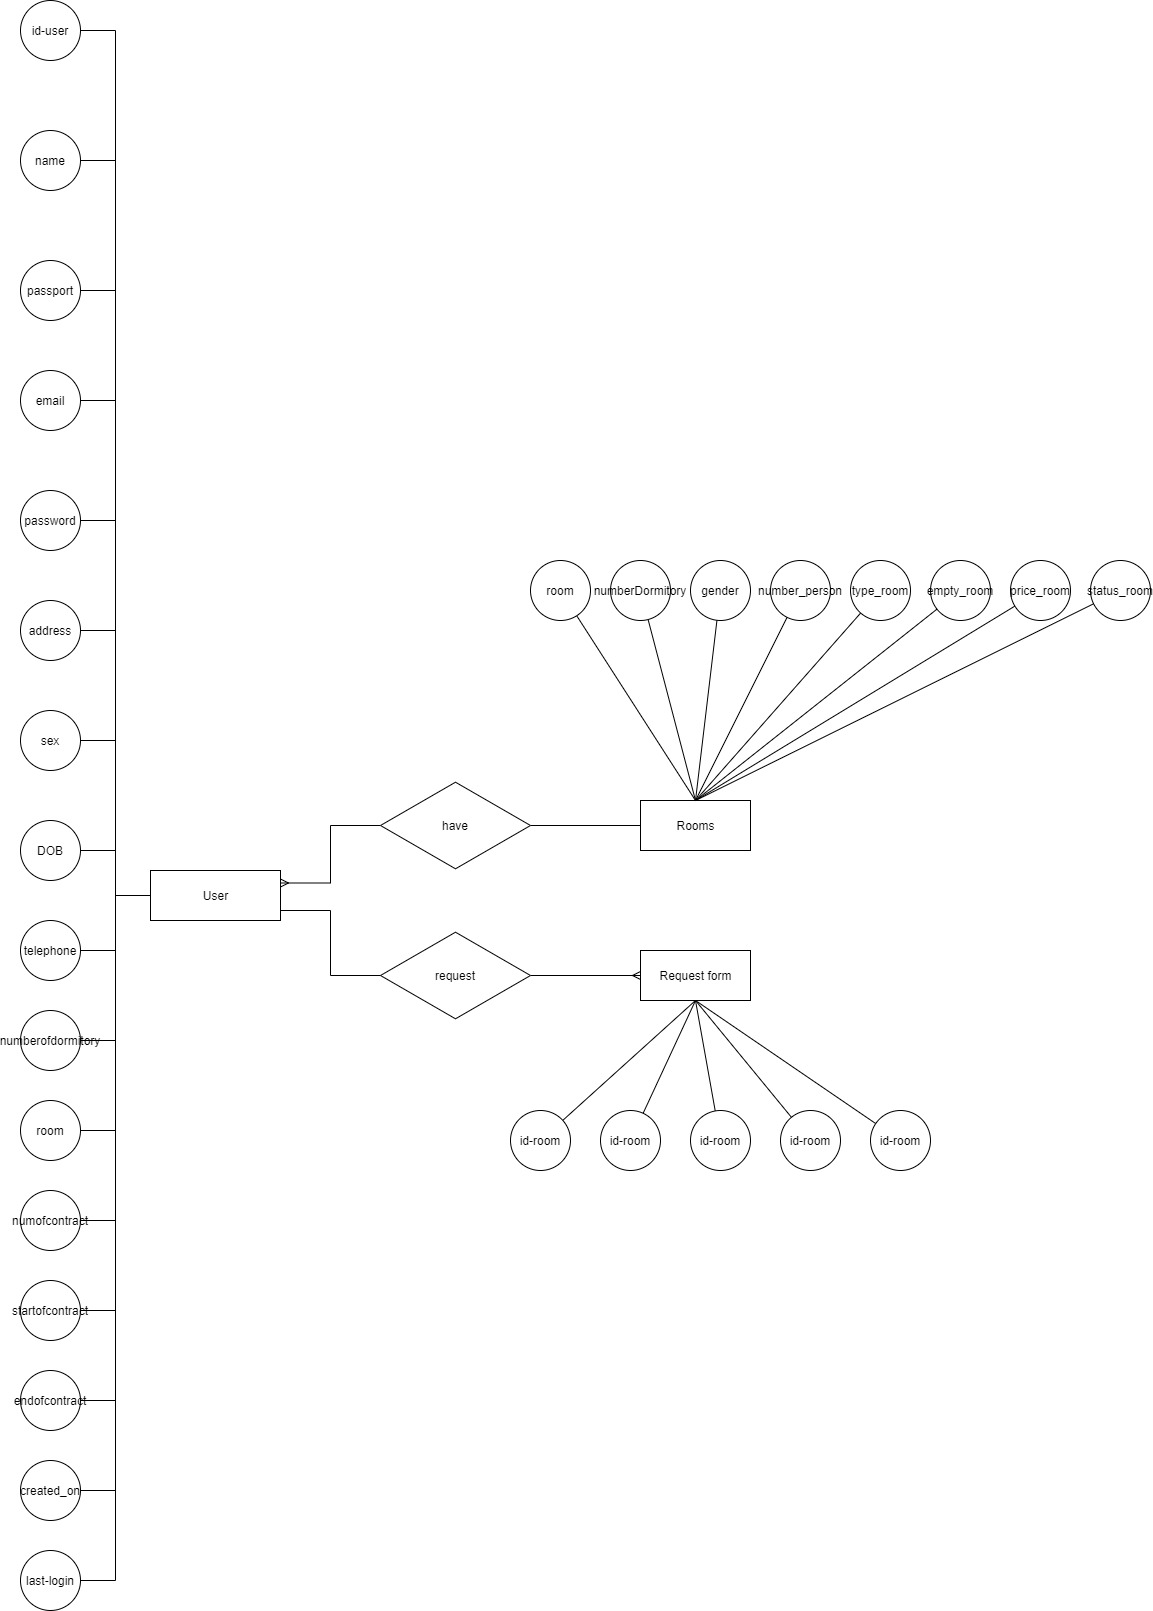 id-user
name
passport
email
password
address
sex
DOB
telephone
numberofdormitory
room
numofcontract
startofcontract
endofcontract
created_on
last-login
User
have
request
room
numberDormitory
gender
number_person
type_room
empty_room
price_room
status_room
Rooms
Request form
id-room
id-room
id-room
id-room
id-room